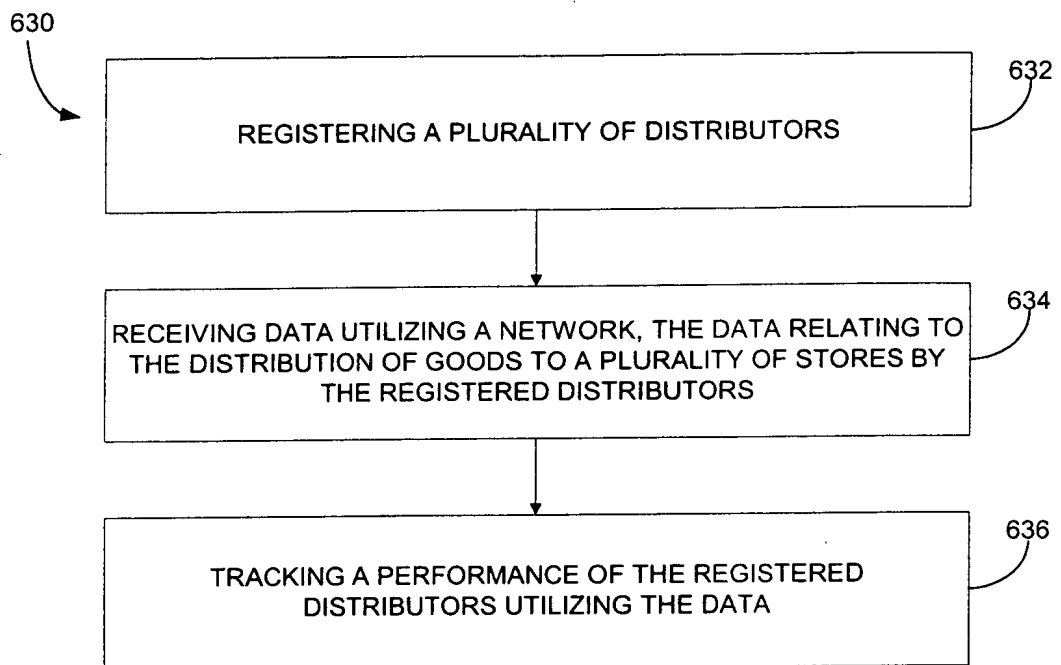 630
632
REGISTERING A PLURALITY OF DISTRIBUTORS
634
RECEIVING DATA UTILIZING A NETWORK, THE DATA RELATING TO
THE DISTRIBUTION OF GOODS TO A PLURALITY OF STORES BY
THE REGISTERED DISTRIBUTORS
636
TRACKING A PERFORMANCE OF THE REGISTERED
DISTRIBUTORS UTILIZING THE DATA